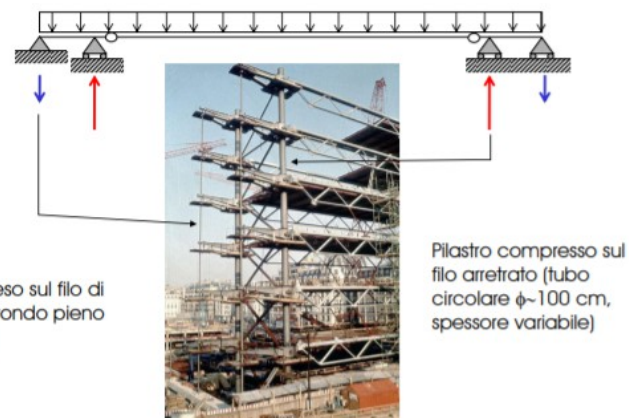 eso sul filo di
ondo pieno
Pilastro compresso sul
filo arretrato (tubo
circolare ϕ~100 cm,
spessore variabile)